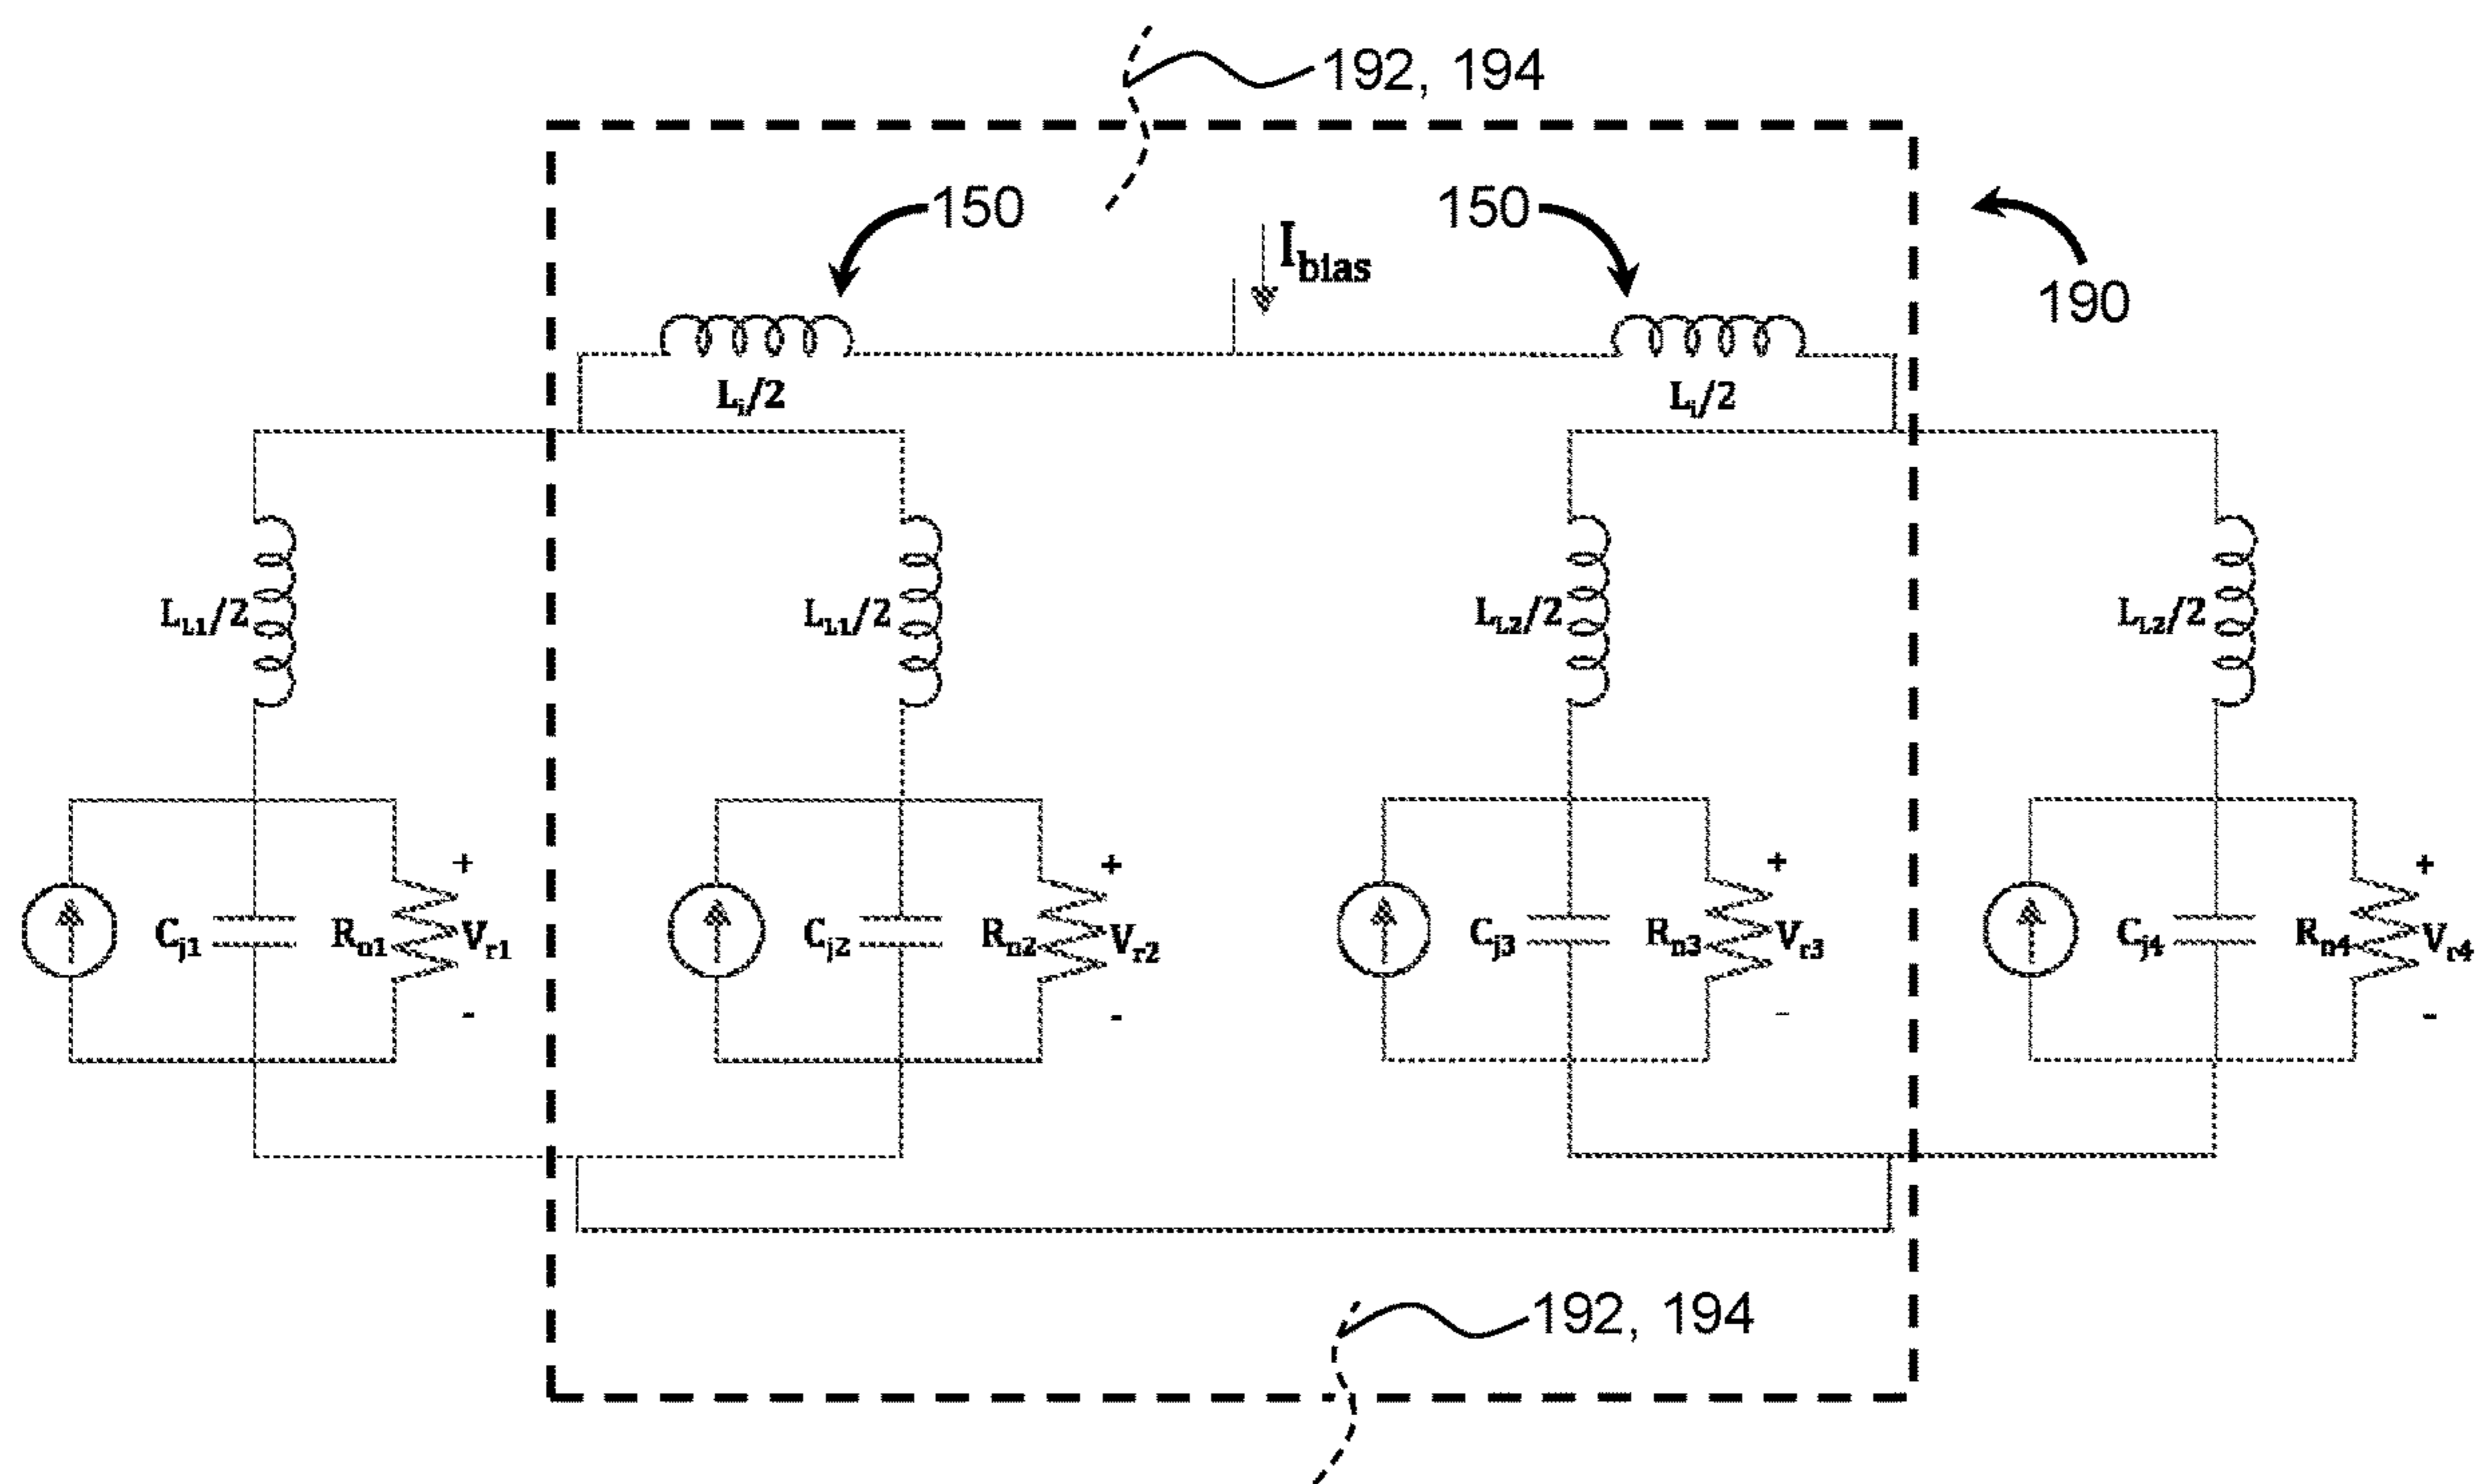 192, 194
150
150
I_bias
190
L_i/2
L_i/2
L_L1/2
L_L1/2
L_L2/2
L_L2/2
+
+
+
+
C_j1
R_n1
V_r1
C_j2
R_n2
V_r2
C_j3
R_n3
V_r3
C_j4
R_n4
V_r4
-
-
-
-
192, 194